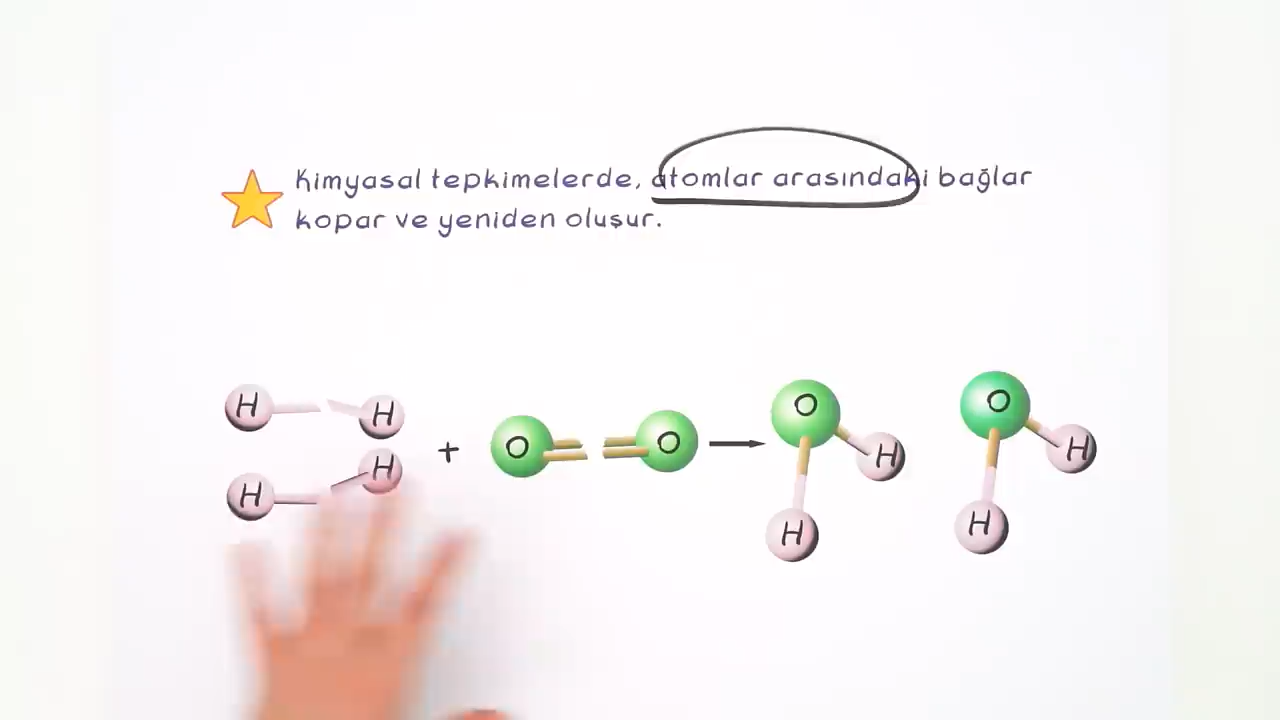 Kimyasal tepkimelerde, atomlar arasındaki bağlar
kopar ve yeniden oluşur.
H H O O H H
H H + O O → H H